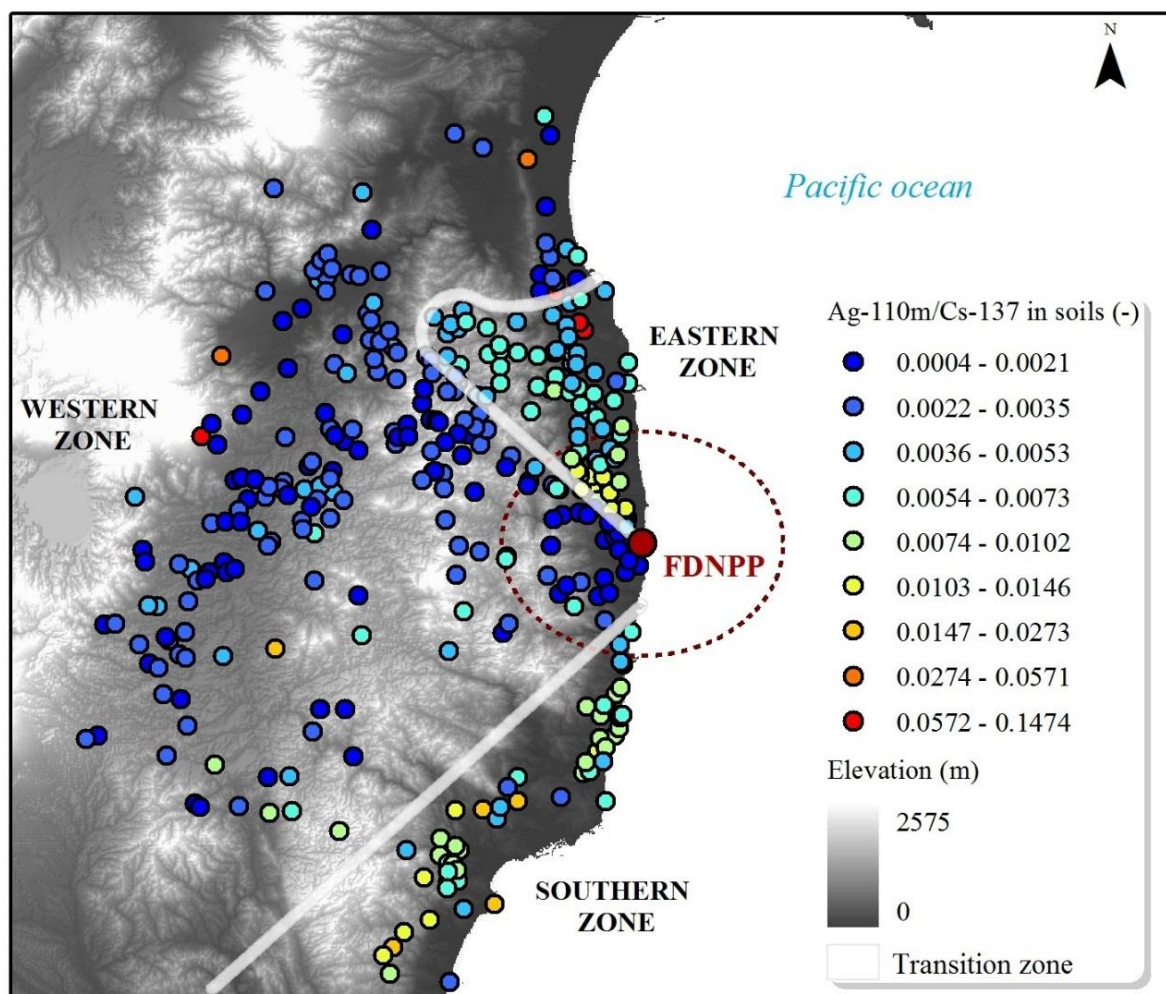 N
Pacific ocean
Ag-110m/Cs-137 in soils (-)
0.0004 - 0.0021
0.0022 - 0.0035
0.0036 - 0.0053
0.0054 - 0.0073
0.0074 - 0.0102
0.0103 - 0.0146
0.0147 - 0.0273
0.0274 - 0.0571
0.0572 - 0.1474
Elevation (m)
2575
0
Transition zone
EASTERN
ZONE
WESTERN
ZONE
FDNPP
SOUTHERN
ZONE